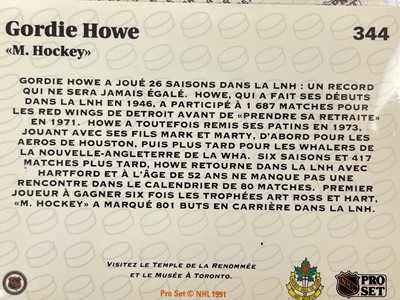 Gordie Howe 344
«M. Hockey»
GORDIE HOWE A JOUÉ 26 SAISONS DANS LA LNH : UN RECORD
QUI NE SERA JAMAIS ÉGALÉ. HOWE, QUI A FAIT SES DÉBUTS
DANS LA LNH EN 1946, A PARTICIPÉ À 1 687 MATCHES POUR
LES RED WINGS DE DETROIT AVANT DE «PRENDRE SA RETRAITE»
EN 1971. HOWE A TOUTEFOIS REMIS SES PATINS EN 1973,
JOUANT AVEC SES FILS MARK ET MARTY, D'ABORD POUR LES
AEROS DE HOUSTON, PUIS PLUS TARD POUR LES WHALERS DE
LA NOUVELLE-ANGLETERRE DE LA WHA. SIX SAISONS ET 417
MATCHES PLUS TARD, HOWE RETOURNE DANS LA LNH AVEC
HARTFORD ET À L'ÂGE DE 52 ANS NE MANQUE PAS UNE
RENCONTRE DANS LE CALENDRIER DE 80 MATCHES. PREMIER
JOUEUR À GAGNER SIX FOIS LES TROPHÉES ART ROSS ET HART,
«M. HOCKEY» A MARQUÉ 801 BUTS EN CARRIÈRE DANS LA LNH.
VISITEZ LE TEMPLE DE LA RENOMMÉE
ET LE MUSÉE À TORONTO.
Pro Set © NHL 1991
NHL
PRO
SET